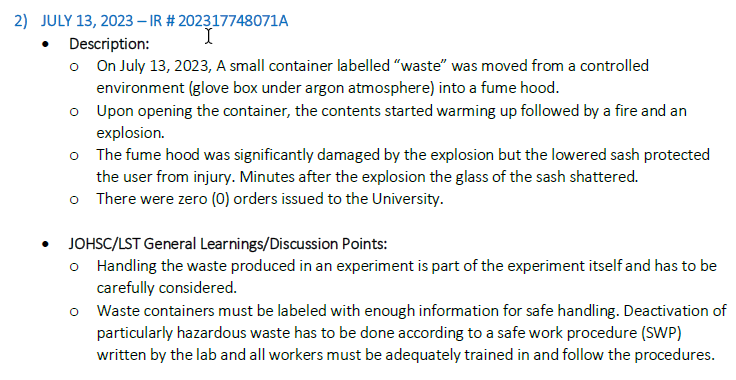 2) JULY 13, 2023 – IR # 202317748071A
• Description:
o On July 13, 2023, A small container labelled “waste” was moved from a controlled
environment (glove box under argon atmosphere) into a fume hood.
o Upon opening the container, the contents started warming up followed by a fire and an
explosion.
o The fume hood was significantly damaged by the explosion but the lowered sash protected
the user from injury. Minutes after the explosion the glass of the sash shattered.
o There were zero (0) orders issued to the University.
• JOHSC/LST General Learnings/Discussion Points:
o Handling the waste produced in an experiment is part of the experiment itself and has to be
carefully considered.
o Waste containers must be labeled with enough information for safe handling. Deactivation of
particularly hazardous waste has to be done according to a safe work procedure (SWP)
written by the lab and all workers must be adequately trained in and follow the procedures.